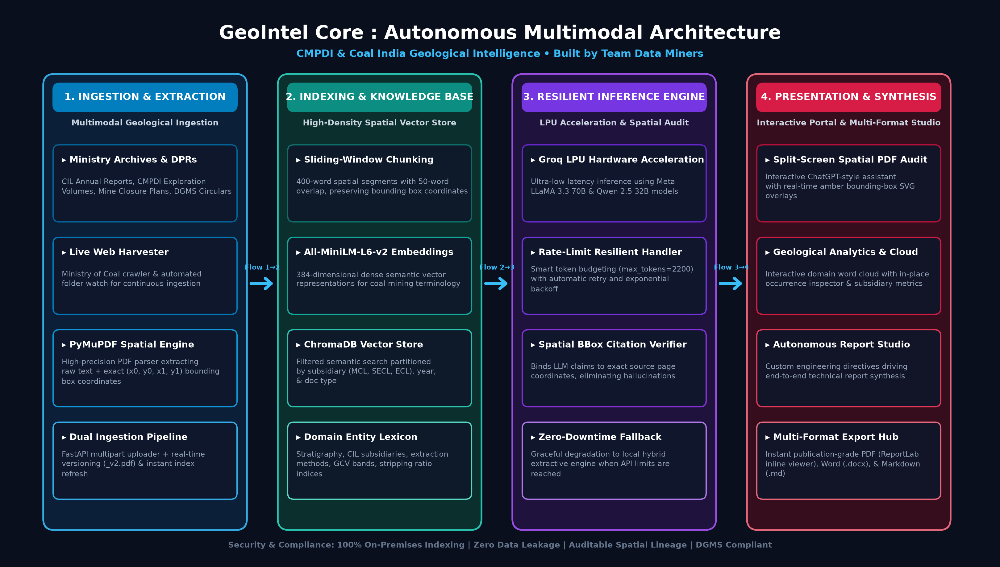 GeoIntel Core : Autonomous Multimodal Architecture
CMPDI & Coal India Geological Intelligence • Built by Team Data Miners
1. INGESTION & EXTRACTION
Multimodal Geological Ingestion
▸ Ministry Archives & DPRs
CIL Annual Reports, CMPDI Exploration
Volumes, Mine Closure Plans, DGMS Circulars
▸ Live Web Harvester
Ministry of Coal crawler & automated
folder watch for continuous ingestion
▸ PyMuPDF Spatial Engine
High-precision PDF parser extracting
raw text + exact (x0, y0, x1, y1) bounding
box coordinates
▸ Dual Ingestion Pipeline
FastAPI multipart uploader + real-time
versioning (_v2.pdf) & instant index
refresh
Flow 1→2
2. INDEXING & KNOWLEDGE BASE
High-Density Spatial Vector Store
▸ Sliding-Window Chunking
400-word spatial segments with 50-word
overlap, preserving bounding box coordinates
▸ All-MiniLM-L6-v2 Embeddings
384-dimensional dense semantic vector
representations for coal mining terminology
▸ ChromaDB Vector Store
Filtered semantic search partitioned
by subsidiary (MCL, SECL, ECL), year,
& doc type
▸ Domain Entity Lexicon
Stratigraphy, CIL subsidiaries, extraction
methods, GCV bands, stripping ratio
indices
Flow 2→3
3. RESILIENT INFERENCE ENGINE
LPU Acceleration & Spatial Audit
▸ Groq LPU Hardware Acceleration
Ultra-low latency inference using Meta
LLaMA 3.3 70B & Qwen 2.5 32B models
▸ Rate-Limit Resilient Handler
Smart token budgeting (max_tokens=2200)
with automatic retry and exponential
backoff
▸ Spatial BBox Citation Verifier
Binds LLM claims to exact source page
coordinates, eliminating hallucinations
▸ Zero-Downtime Fallback
Graceful degradation to local hybrid
extractive engine when API limits are
reached
Flow 3→4
4. PRESENTATION & SYNTHESIS
Interactive Portal & Multi-Format Studio
▸ Split-Screen Spatial PDF Audit
Interactive ChatGPT-style assistant
with real-time amber bounding-box SVG
overlays
▸ Geological Analytics & Cloud
Interactive domain word cloud with in-place
occurrence inspector & subsidiary metrics
▸ Autonomous Report Studio
Custom engineering directives driving
end-to-end technical report synthesis
▸ Multi-Format Export Hub
Instant publication-grade PDF (ReportLab
inline viewer), Word (.docx), & Markdown
(.md)
Security & Compliance: 100% On-Premises Indexing | Zero Data Leakage | Auditable Spatial Lineage | DGMS Compliant